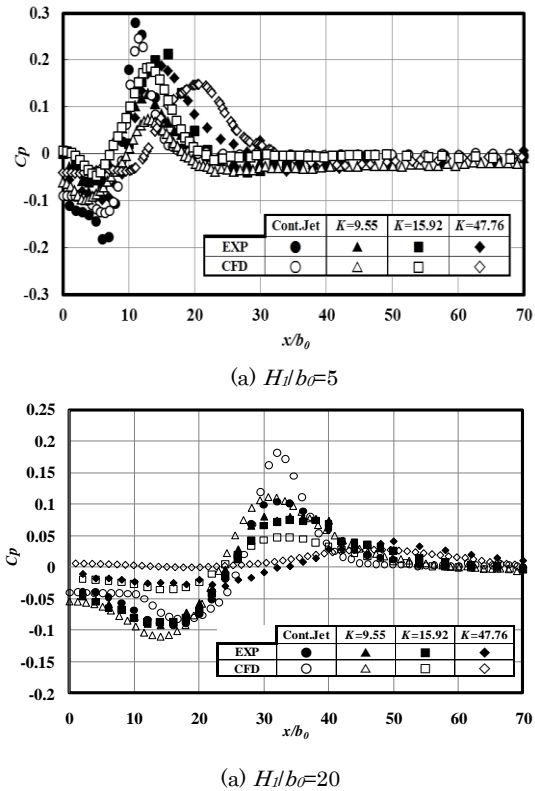 0.3
0.2
0.1
0
-0.1
-0.2
-0.3
Cp
Cont.Jet K=9.55 K=15.92 K=47.76
EXP ● ▲ ■ ◆
CFD ○ △ □ ◇
0 10 20 30 40 50 60 70
x/b0
(a) H1/b0=5
0.25
0.2
0.15
0.1
0.05
0
-0.05
-0.1
-0.15
-0.2
Cp
Cont.Jet K=9.55 K=15.92 K=47.76
EXP ● ▲ ■ ◆
CFD ○ △ □ ◇
0 10 20 30 40 50 60 70
x/b0
(a) H1/b0=20